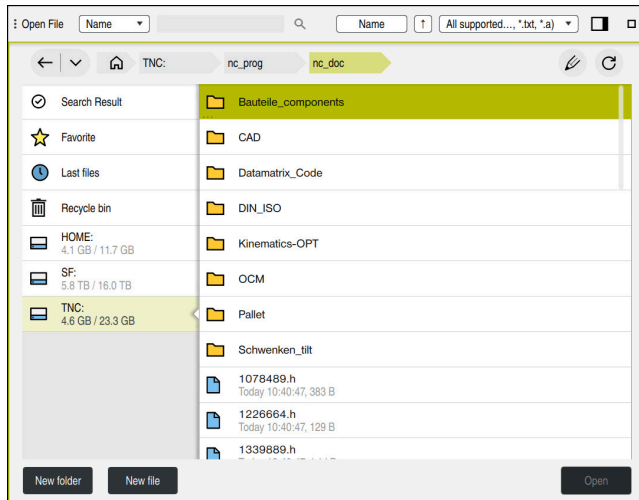 Open File
Name
Name
All supported…, *.txt, *.a)
TNC:
nc_prog
nc_doc
Search Result
Favorite
Last files
Recycle bin
HOME:
4.1 GB / 11.7 GB
SF:
5.8 TB / 16.0 TB
TNC:
4.6 GB / 23.3 GB
Bauteile_components
CAD
Datamatrix_Code
DIN_ISO
Kinematics-OPT
OCM
Pallet
Schwenken_tilt
1078489.h
Today 10:40:47, 383 B
1226664.h
Today 10:40:47, 129 B
1339889.h
New folder
New file
Open